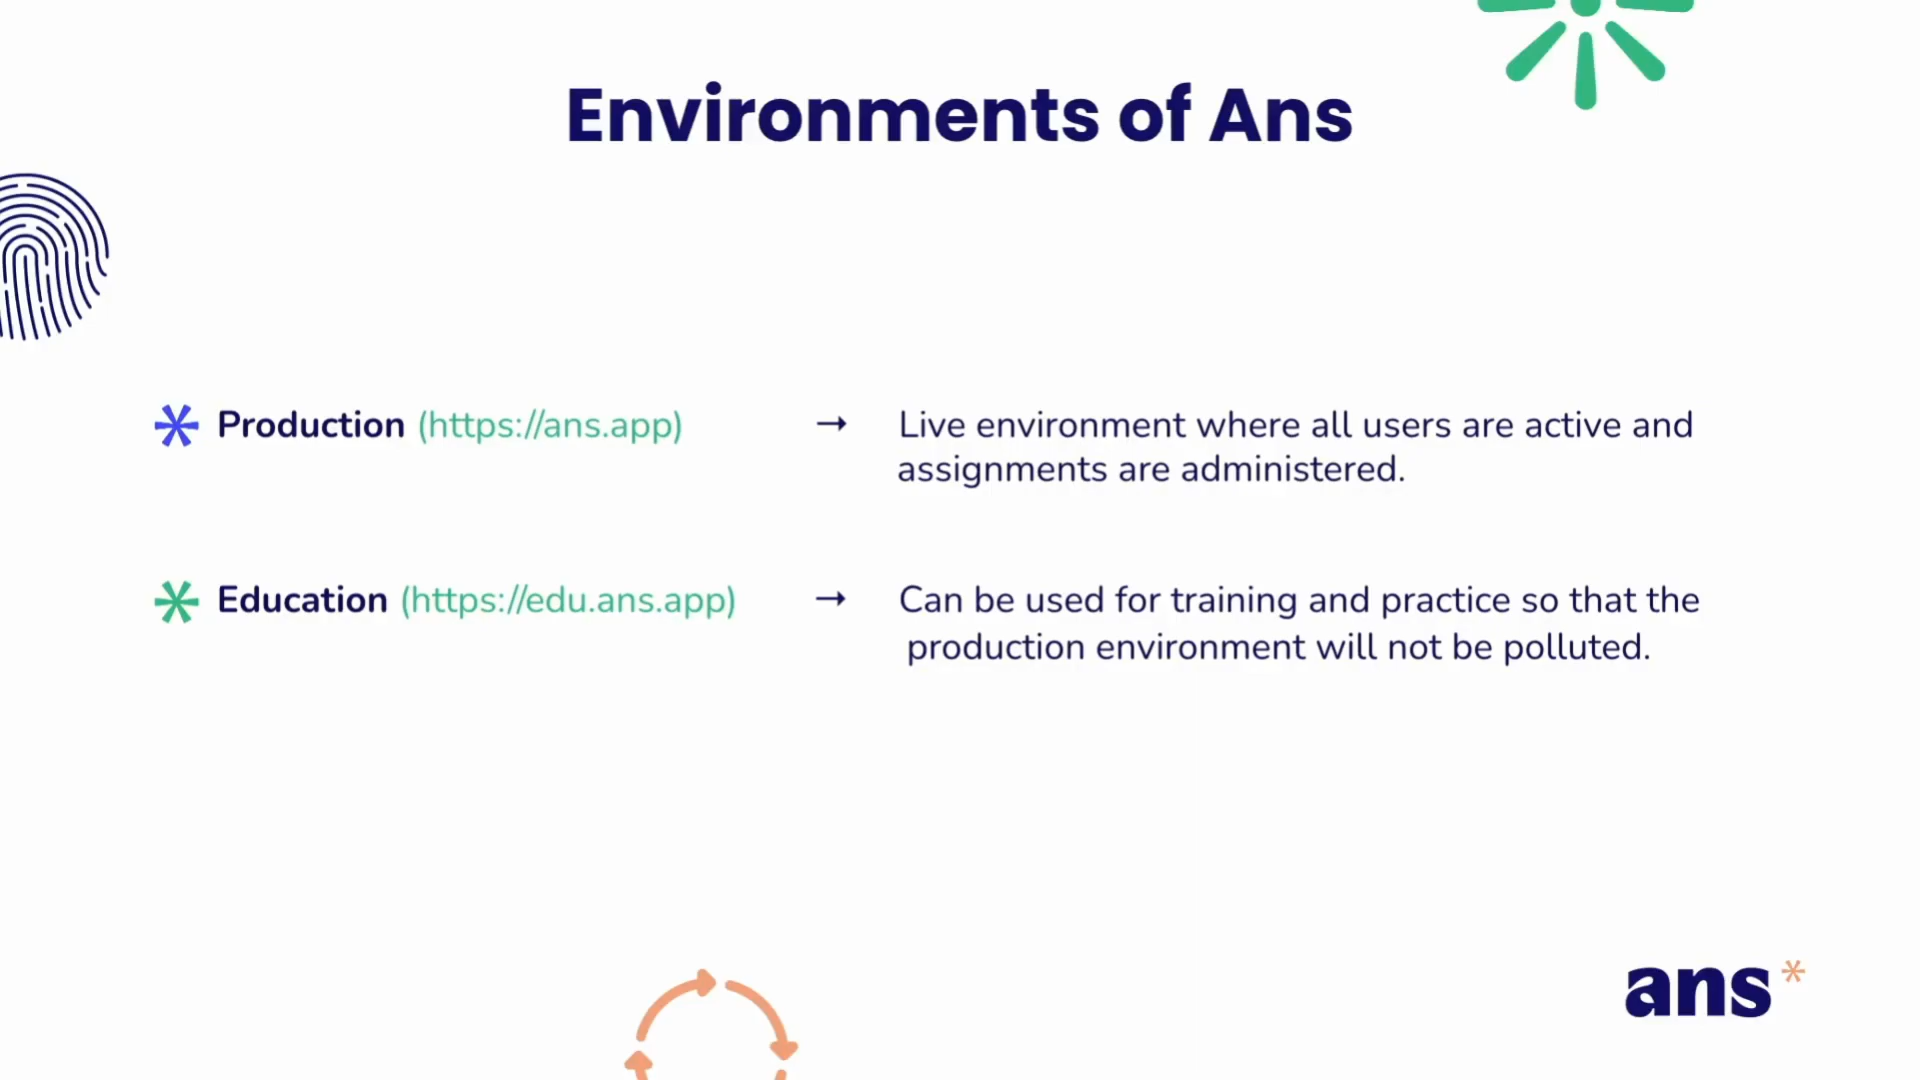 Environments of Ans
Production (https://ans.app) → Live environment where all users are active and
assignments are administered.
Education (https://edu.ans.app) → Can be used for training and practice so that the
production environment will not be polluted.
ans*